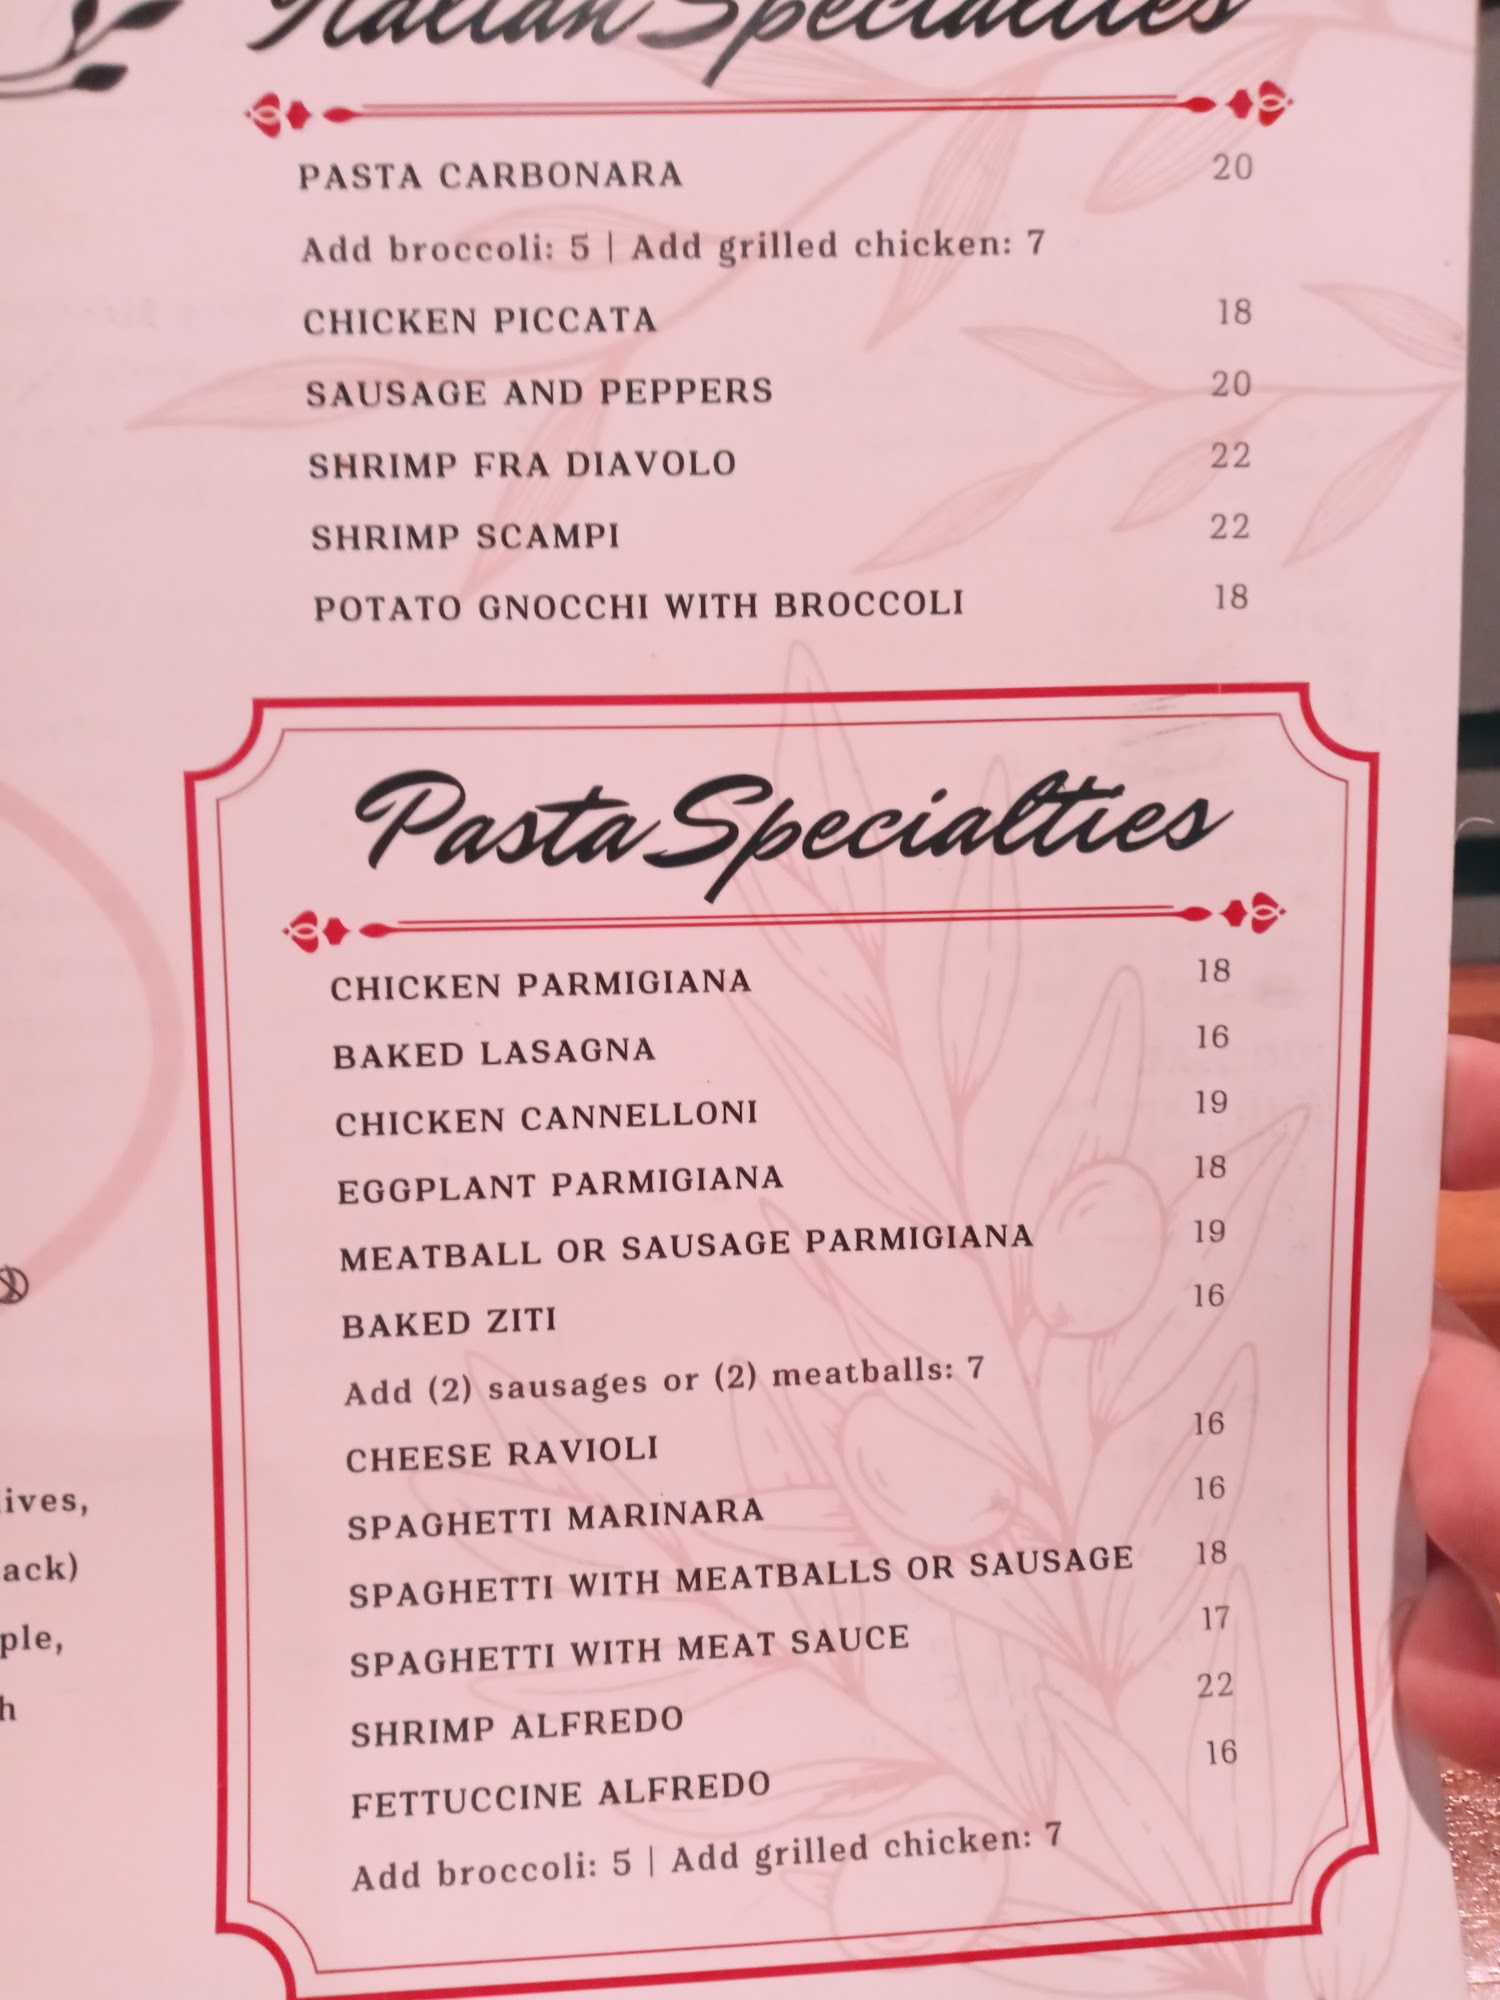 Italian Specialties
PASTA CARBONARA 20
Add broccoli: 5 | Add grilled chicken: 7
CHICKEN PICCATA 18
SAUSAGE AND PEPPERS 20
SHRIMP FRA DIAVOLO 22
SHRIMP SCAMPI 22
POTATO GNOCCHI WITH BROCCOLI 18
Pasta Specialties
CHICKEN PARMIGIANA 18
BAKED LASAGNA 16
CHICKEN CANNELLONI 19
EGGPLANT PARMIGIANA 18
MEATBALL OR SAUSAGE PARMIGIANA 19
BAKED ZITI 16
Add (2) sausages or (2) meatballs: 7
CHEESE RAVIOLI 16
SPAGHETTI MARINARA 16
SPAGHETTI WITH MEATBALLS OR SAUSAGE 18
SPAGHETTI WITH MEAT SAUCE 17
SHRIMP ALFREDO 22
FETTUCCINE ALFREDO 16
Add broccoli: 5 | Add grilled chicken: 7
ives,
ack)
ple,
h